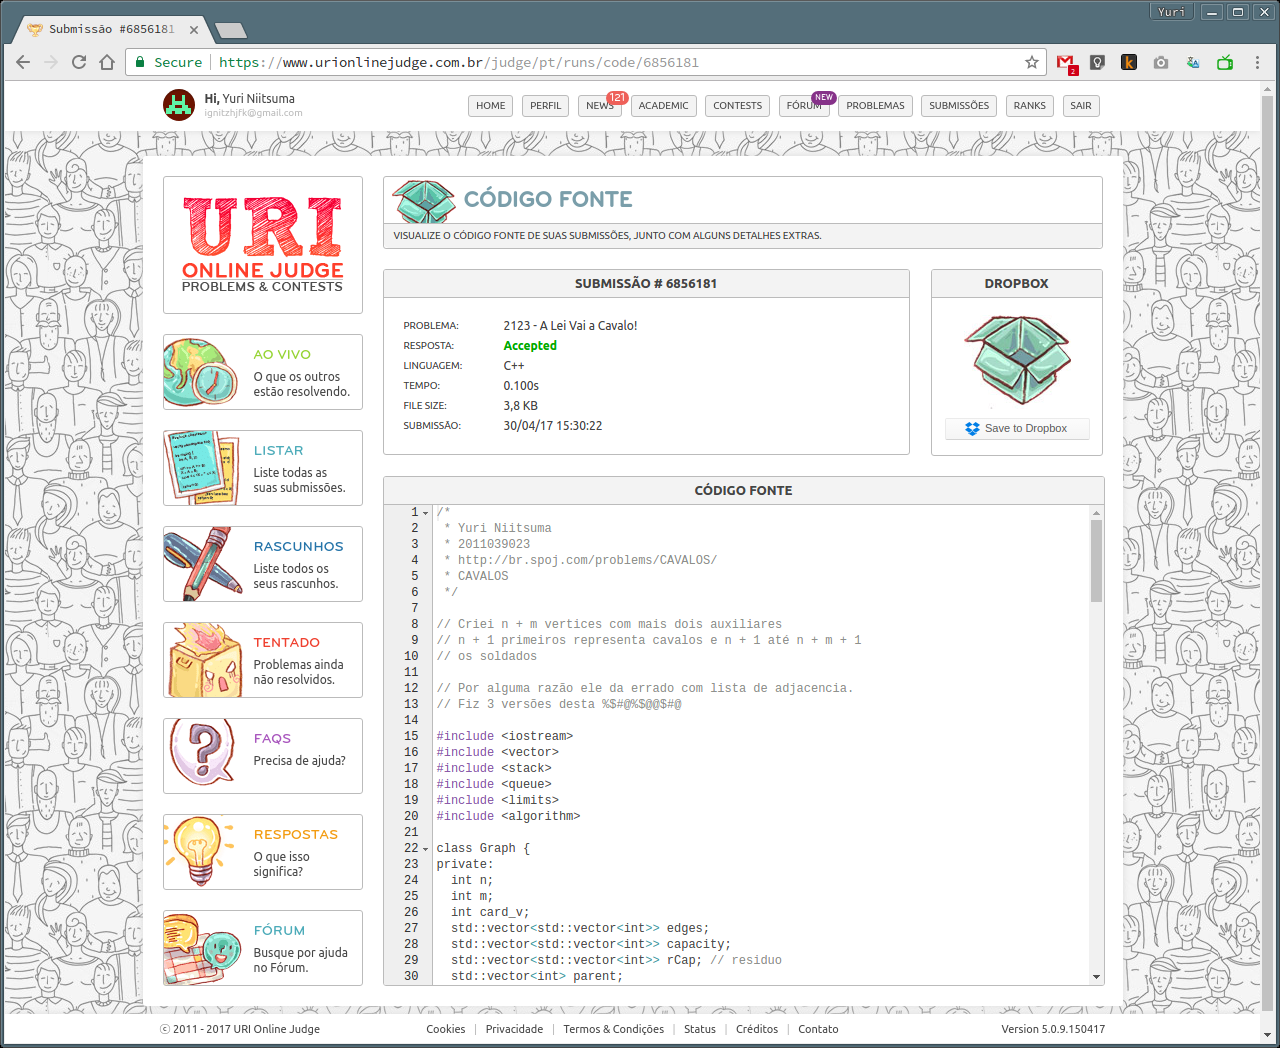 Yuri
Submissão #6856181
Secure
https://www.urionlinejudge.com.br/judge/pt/runs/code/6856181
2
k
Hi, Yuri Niitsuma
ignitzhjfk@gmail.com
HOME
PERFIL
NEWS
121
ACADEMIC
CONTESTS
FÓRUM
NEW
PROBLEMAS
SUBMISSÕES
RANKS
SAIR
URI
ONLINE JUDGE
PROBLEMS & CONTESTS
AO VIVO
O que os outros
estão resolvendo.
LISTAR
Liste todas as
suas submissões.
RASCUNHOS
Liste todos os
seus rascunhos.
TENTADO
Problemas ainda
não resolvidos.
FAQS
Precisa de ajuda?
RESPOSTAS
O que isso
significa?
FÓRUM
Busque por ajuda
no Fórum.
CÓDIGO FONTE
VISUALIZE O CÓDIGO FONTE DE SUAS SUBMISSÕES, JUNTO COM ALGUNS DETALHES EXTRAS.
SUBMISSÃO # 6856181
PROBLEMA: 2123 - A Lei Vai a Cavalo!
RESPOSTA: Accepted
LINGUAGEM: C++
TEMPO: 0.100s
FILE SIZE: 3,8 KB
SUBMISSÃO: 30/04/17 15:30:22
DROPBOX
Save to Dropbox
CÓDIGO FONTE
1 /*
2 * Yuri Niitsuma
3 * 2011039023
4 * http://br.spoj.com/problems/CAVALOS/
5 * CAVALOS
6 */
7
8 // Criei n + m vertices com mais dois auxiliares
9 // n + 1 primeiros representa cavalos e n + 1 até n + m + 1
10 // os soldados
11
12 // Por alguma razão ele da errado com lista de adjacencia.
13 // Fiz 3 versões desta %$#@%$@@$#@
14
15 #include <iostream>
16 #include <vector>
17 #include <stack>
18 #include <queue>
19 #include <limits>
20 #include <algorithm>
21
22 class Graph {
23 private:
24 int n;
25 int m;
26 int card_v;
27 std::vector<std::vector<int>> edges;
28 std::vector<std::vector<int>> capacity;
29 std::vector<std::vector<int>> rCap; // residuo
30 std::vector<int> parent;
© 2011 - 2017 URI Online Judge
Cookies | Privacidade | Termos & Condições | Status | Créditos | Contato
Version 5.0.9.150417